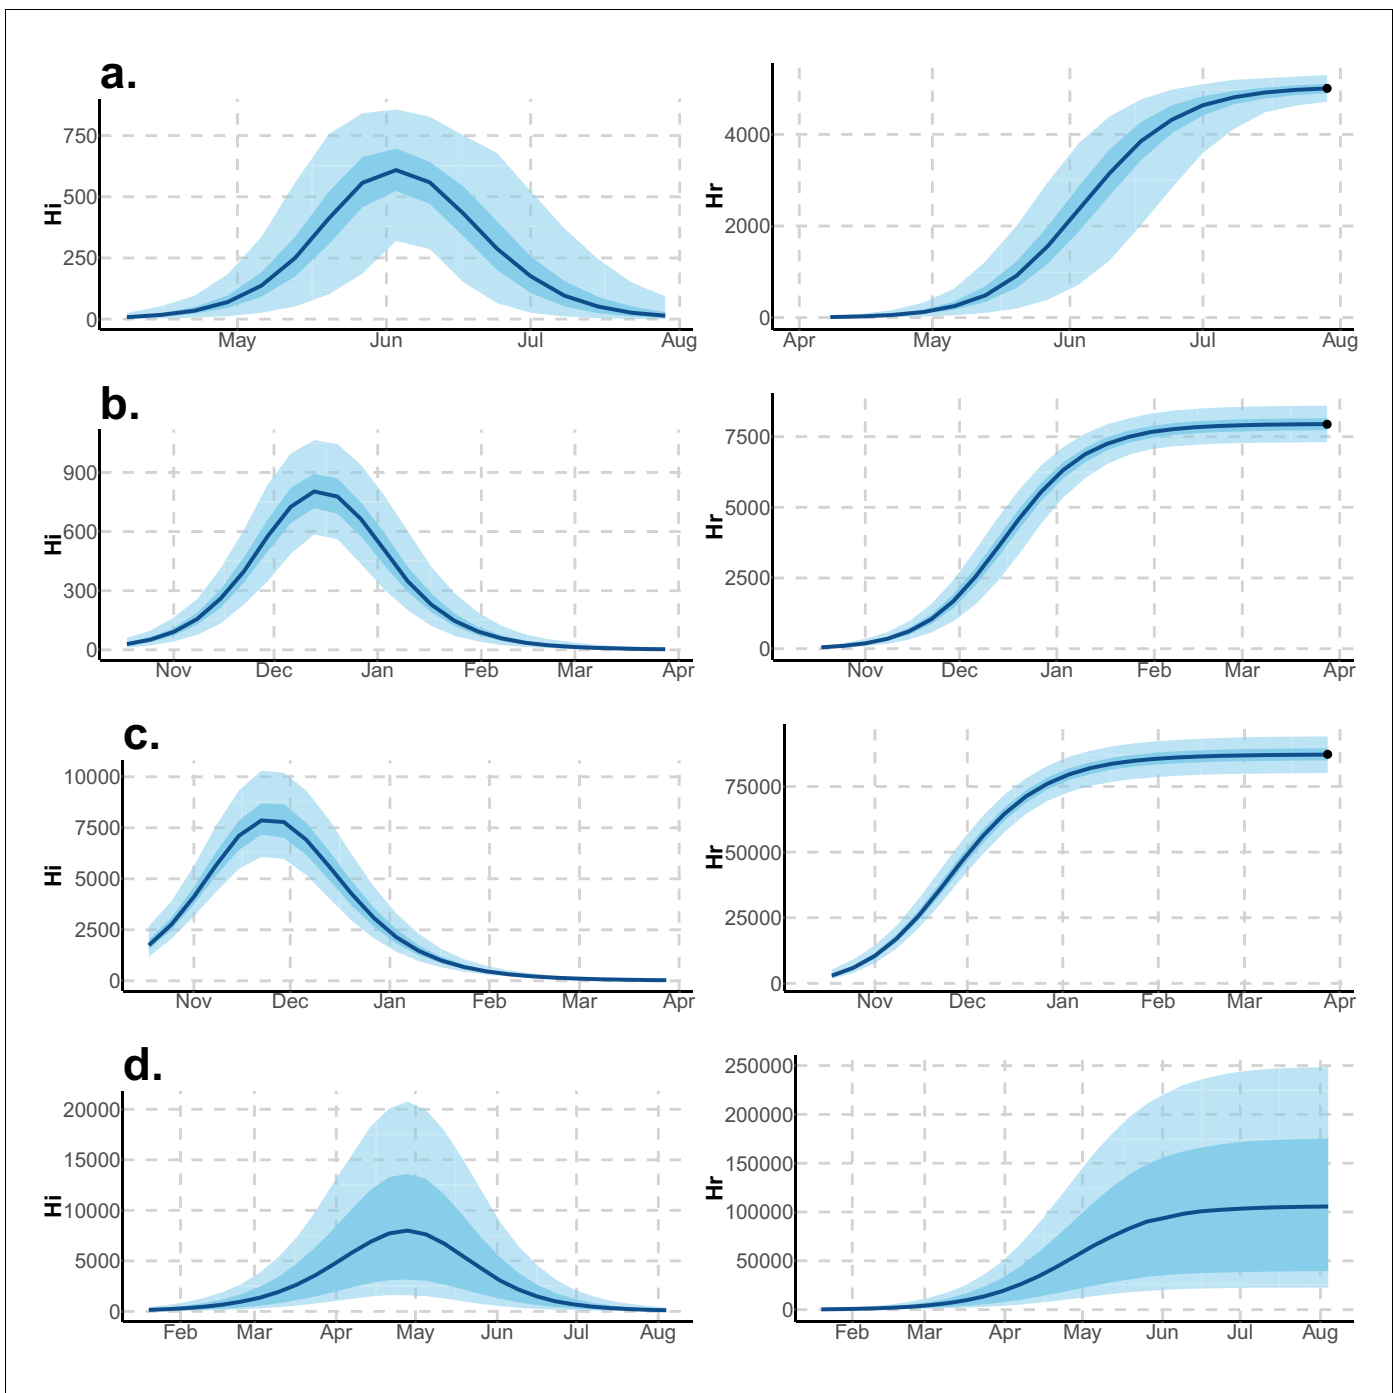 a.
Hi
750
500
250
0
May Jun Jul Aug
Hr
4000
2000
0
Apr May Jun Jul Aug
b.
Hi
900
600
300
0
Nov Dec Jan Feb Mar Apr
Hr
7500
5000
2500
0
Nov Dec Jan Feb Mar Apr
c.
Hi
10000
7500
5000
2500
0
Nov Dec Jan Feb Mar Apr
Hr
75000
50000
25000
0
Nov Dec Jan Feb Mar Apr
d.
Hi
20000
15000
10000
5000
0
Feb Mar Apr May Jun Jul Aug
Hr
250000
200000
150000
100000
50000
0
Feb Mar Apr May Jun Jul Aug